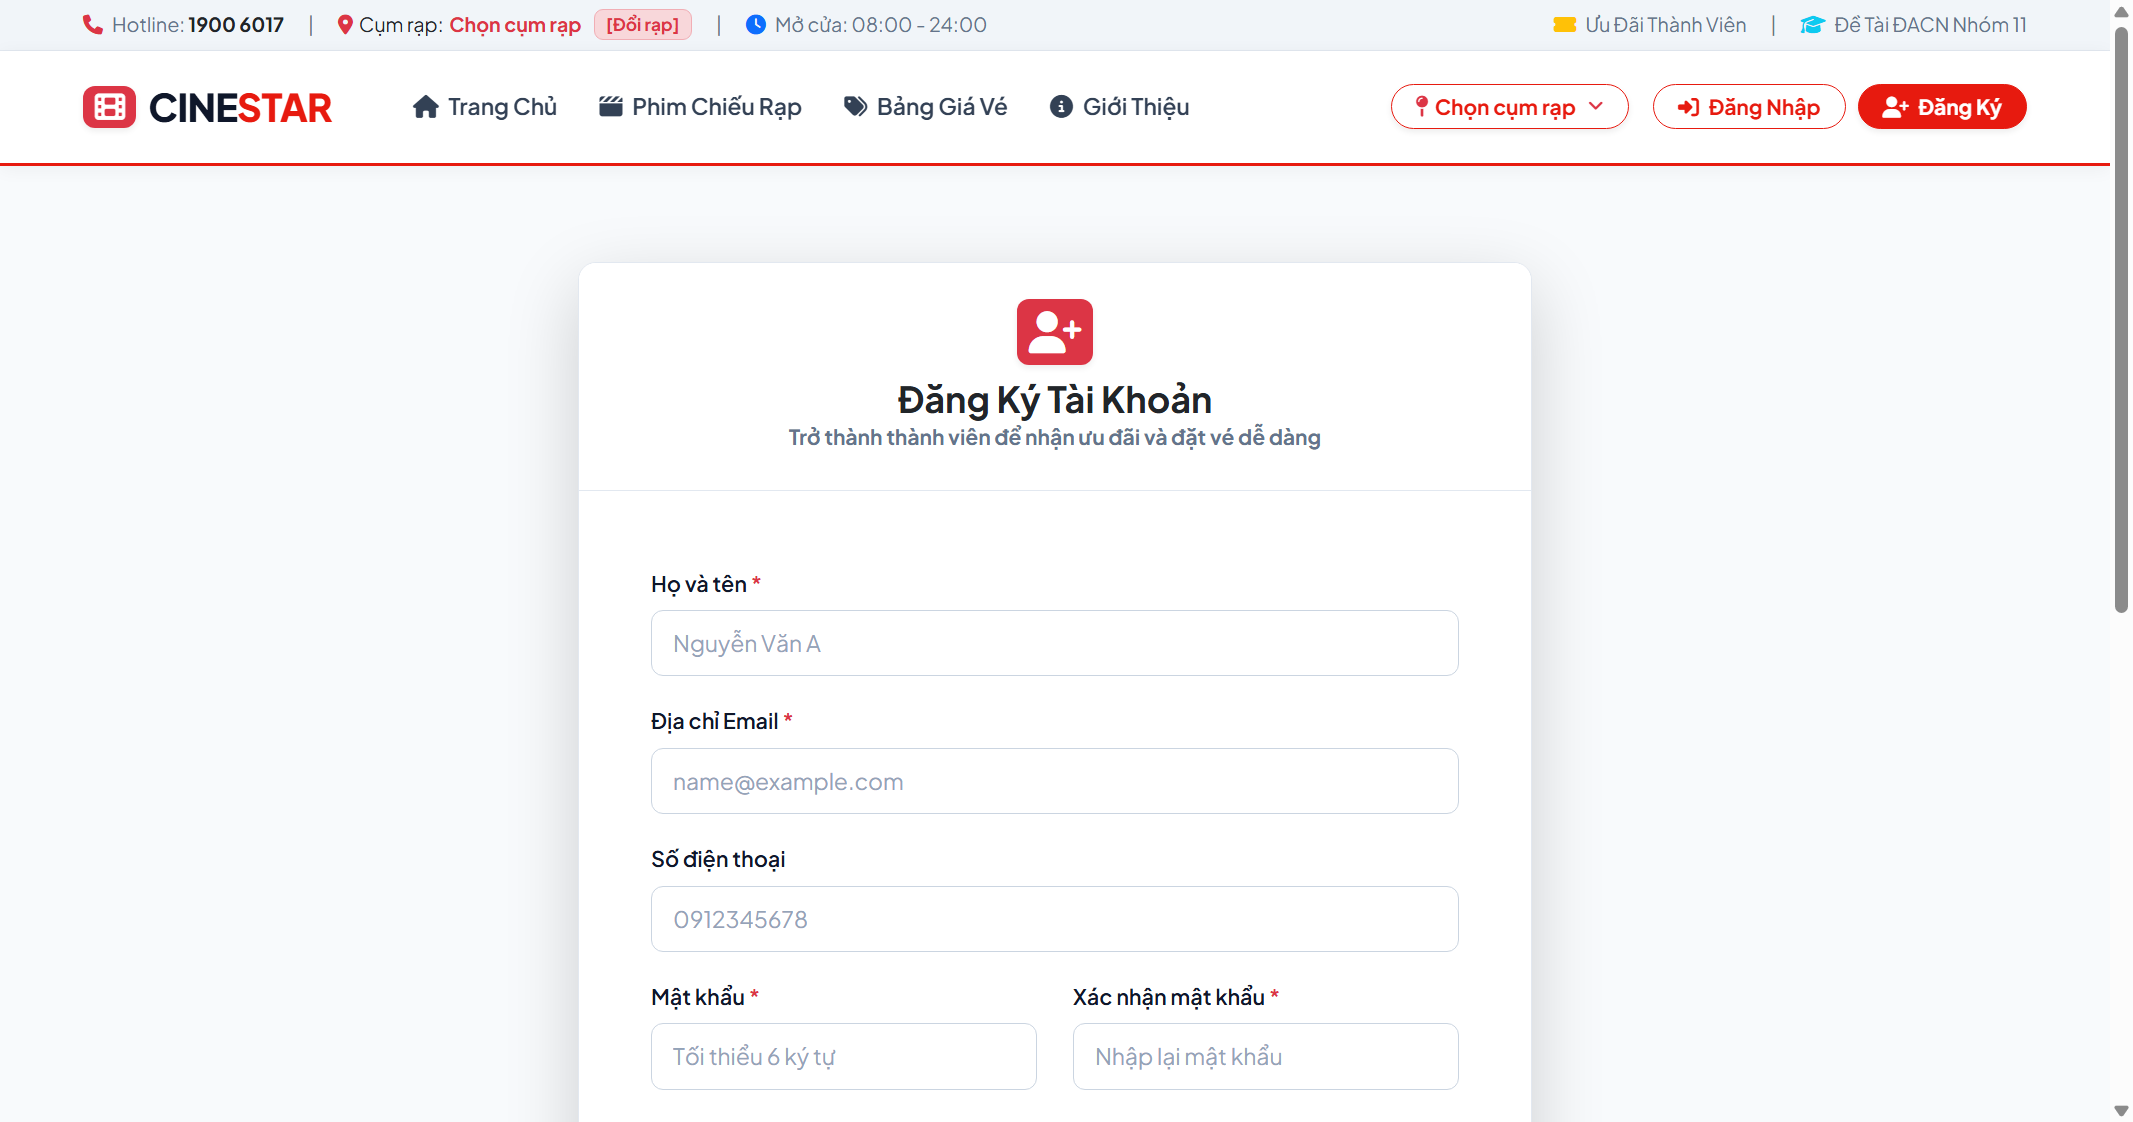 Hotline: 1900 6017 | Cụm rạp: Chọn cụm rạp [Đổi rạp] | Mở cửa: 08:00 - 24:00 Ưu Đãi Thành Viên | Đề Tài ĐACN Nhóm 11
CINESTAR Trang Chủ Phim Chiếu Rạp Bảng Giá Vé Giới Thiệu Chọn cụm rạp Đăng Nhập Đăng Ký
Đăng Ký Tài Khoản
Trở thành thành viên để nhận ưu đãi và đặt vé dễ dàng
Họ và tên *
Nguyễn Văn A
Địa chỉ Email *
name@example.com
Số điện thoại
0912345678
Mật khẩu * Xác nhận mật khẩu *
Tối thiểu 6 ký tự Nhập lại mật khẩu